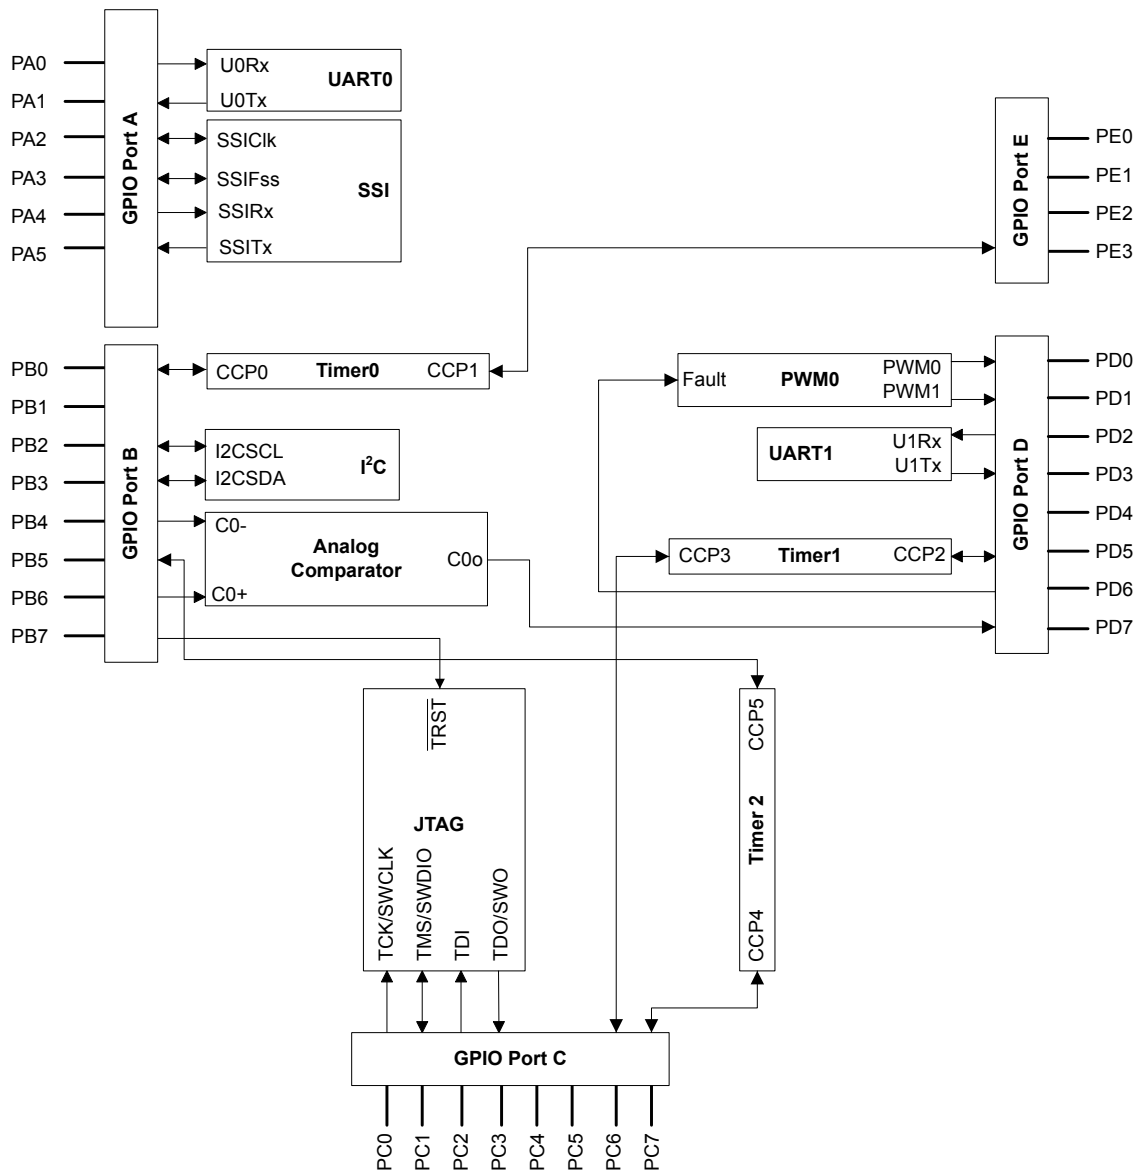 PA0
PA1
PA2
PA3
PA4
PA5
GPIO Port A
U0Rx
U0Tx
UART0
SSIClk
SSIFss
SSIRx
SSITx
SSI
GPIO Port E
PE0
PE1
PE2
PE3
PB0
PB1
PB2
PB3
PB4
PB5
PB6
PB7
GPIO Port B
CCP0
Timer0
CCP1
I2CSCL
I2CSDA
I²C
C0-
Analog
Comparator
C0o
C0+
Fault
PWM0
PWM0
PWM1
UART1
U1Rx
U1Tx
CCP3
Timer1
CCP2
GPIO Port D
PD0
PD1
PD2
PD3
PD4
PD5
PD6
PD7
TRST
JTAG
TCK/SWCLK
TMS/SWDIO
TDI
TDO/SWO
CCP5
Timer 2
CCP4
GPIO Port C
PC0
PC1
PC2
PC3
PC4
PC5
PC6
PC7